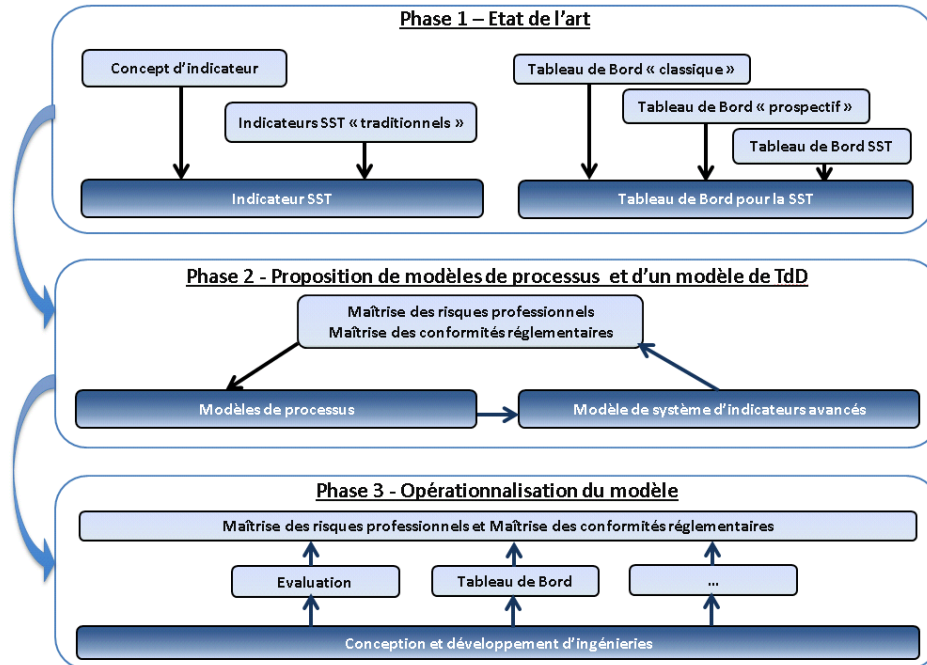 Phase 1 – Etat de l'art
Concept d'indicateur
Indicateurs SST « traditionnels »
Indicateur SST
Tableau de Bord « classique »
Tableau de Bord « prospectif »
Tableau de Bord SST
Tableau de Bord pour la SST
Phase 2 - Proposition de modèles de processus et d'un modèle de TdD
Maîtrise des risques professionnels
Maîtrise des conformités réglementaires
Modèles de processus
Modèle de système d'indicateurs avancés
Phase 3 - Opérationnalisation du modèle
Maîtrise des risques professionnels et Maîtrise des conformités réglementaires
Evaluation
Tableau de Bord
...
Conception et développement d'ingénieries